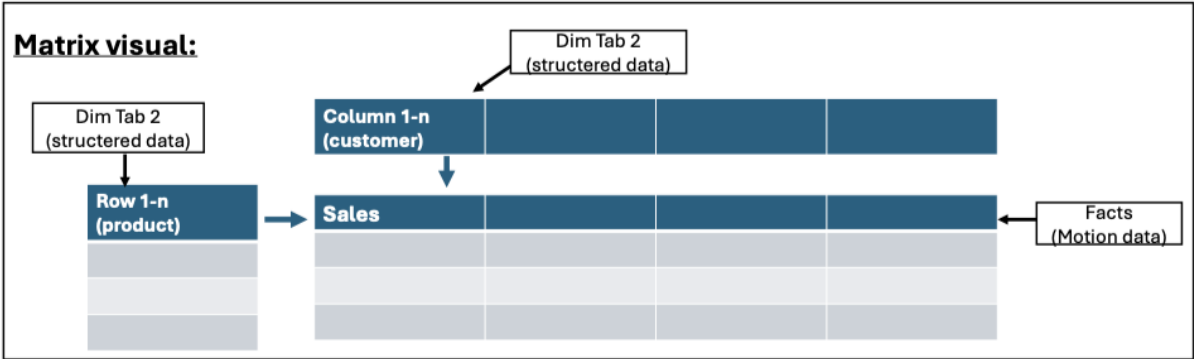 Matrix visual:
Dim Tab 2
(structered data)
Dim Tab 2
(structered data)
Column 1-n
(customer)
Row 1-n
(product)
Sales
Facts
(Motion data)